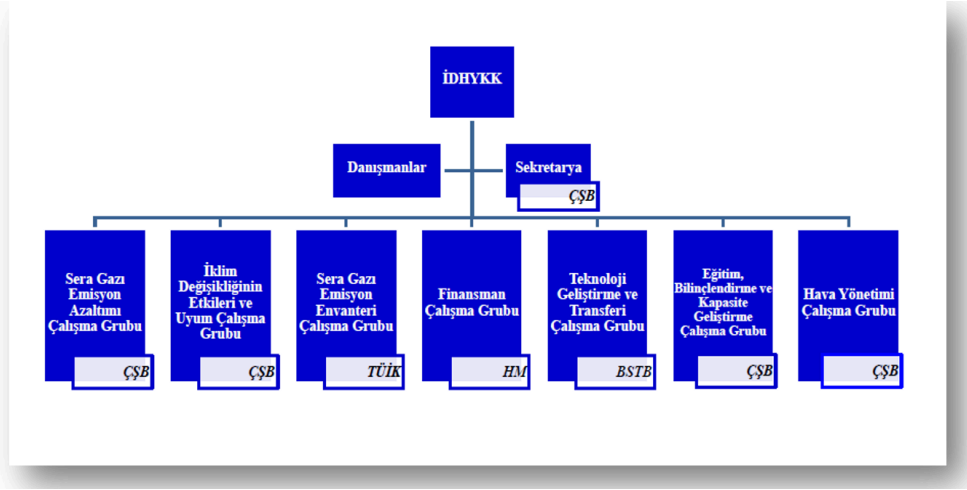 İDHYKK
Danışmanlar
Sekretarya
ÇŞB
Sera Gazı
Emisyon
Azaltımı
Çalışma Grubu
ÇŞB
İklim
Değişikliğinin
Etkileri ve
Uyum Çalışma
Grubu
ÇŞB
Sera Gazı
Emisyon
Envanteri
Çalışma Grubu
TÜİK
Finansman
Çalışma Grubu
HM
Teknoloji
Geliştirme ve
Transferi
Çalışma Grubu
BSTB
Eğitim,
Bilinçlendirme ve
Kapasite
Geliştirme
Çalışma Grubu
ÇŞB
Hava Yönetimi
Çalışma Grubu
ÇŞB